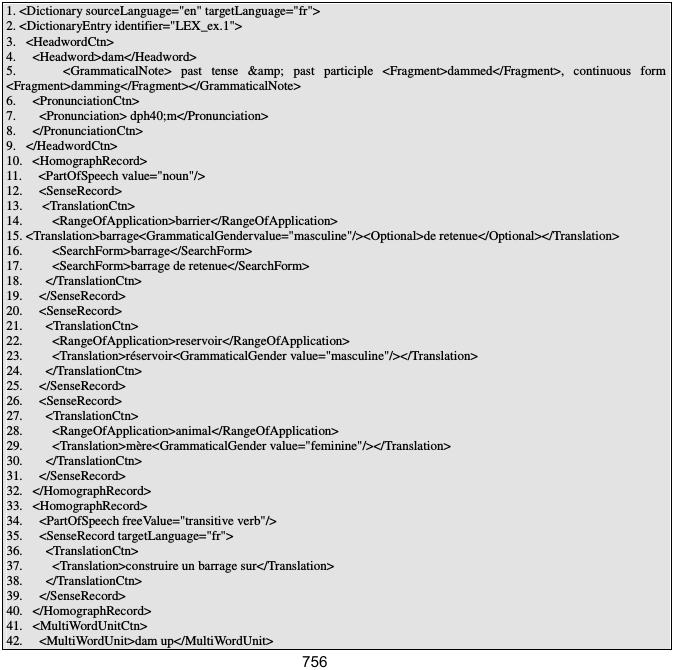 1. <Dictionary sourceLanguage="en" targetLanguage="fr">
2. <DictionaryEntry identifier="LEX_ex.1">
3. <HeadwordCtn>
4. <Headword>dam</Headword>
5. <GrammaticalNote> past tense &amp; past participle <Fragment>dammed</Fragment>, continuous form
<Fragment>damming</Fragment></GrammaticalNote>
6. <PronunciationCtn>
7. <Pronunciation> dph40;m</Pronunciation>
8. </PronunciationCtn>
9. </HeadwordCtn>
10. <HomographRecord>
11. <PartOfSpeech value="noun"/>
12. <SenseRecord>
13. <TranslationCtn>
14. <RangeOfApplication>barrier</RangeOfApplication>
15. <Translation>barrage<GrammaticalGendervalue="masculine"/><Optional>de retenue</Optional></Translation>
16. <SearchForm>barrage</SearchForm>
17. <SearchForm>barrage de retenue</SearchForm>
18. </TranslationCtn>
19. </SenseRecord>
20. <SenseRecord>
21. <TranslationCtn>
22. <RangeOfApplication>reservoir</RangeOfApplication>
23. <Translation>réservoir<GrammaticalGender value="masculine"/></Translation>
24. </TranslationCtn>
25. </SenseRecord>
26. <SenseRecord>
27. <TranslationCtn>
28. <RangeOfApplication>animal</RangeOfApplication>
29. <Translation>mère<GrammaticalGender value="feminine"/></Translation>
30. </TranslationCtn>
31. </SenseRecord>
32. </HomographRecord>
33. <HomographRecord>
34. <PartOfSpeech freeValue="transitive verb"/>
35. <SenseRecord targetLanguage="fr">
36. <TranslationCtn>
37. <Translation>construire un barrage sur</Translation>
38. </TranslationCtn>
39. </SenseRecord>
40. </HomographRecord>
41. <MultiWordUnitCtn>
42. <MultiWordUnit>dam up</MultiWordUnit>
756